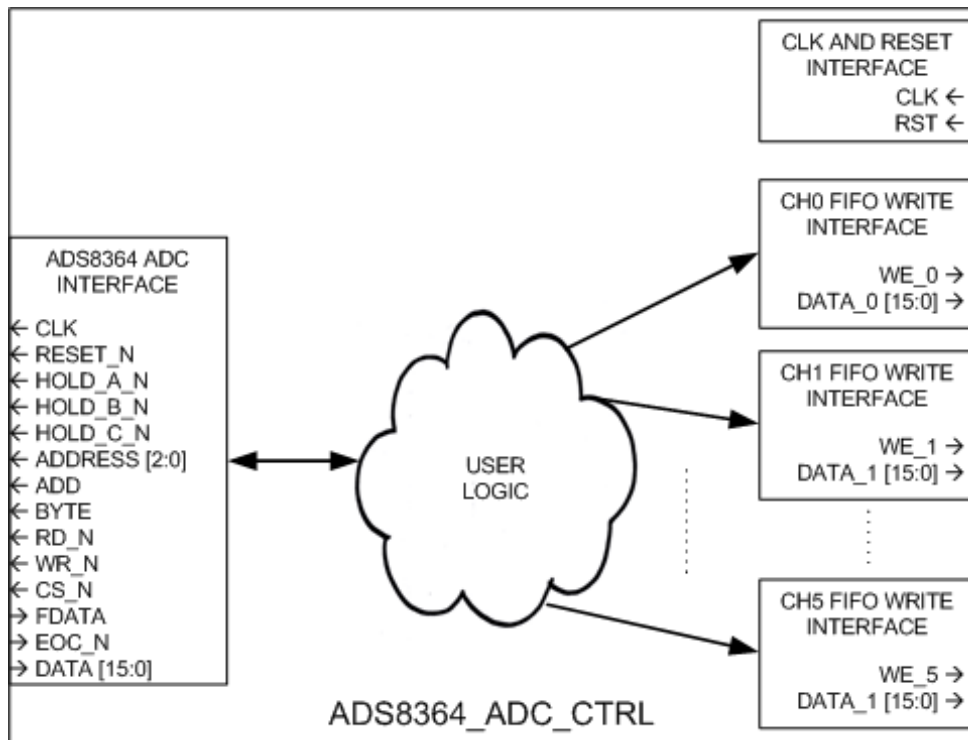 CLK AND RESET
INTERFACE
CLK ←
RST ←
CH0 FIFO WRITE
INTERFACE
WE_0 →
DATA_0 [15:0] →
ADS8364 ADC
INTERFACE
← CLK
← RESET_N
← HOLD_A_N
← HOLD_B_N
← HOLD_C_N
← ADDRESS [2:0]
← ADD
← BYTE
← RD_N
← WR_N
← CS_N
→ FDATA
→ EOC_N
→ DATA [15:0]
USER
LOGIC
CH1 FIFO WRITE
INTERFACE
WE_1 →
DATA_1 [15:0] →
CH5 FIFO WRITE
INTERFACE
WE_5 →
DATA_1 [15:0] →
ADS8364_ADC_CTRL